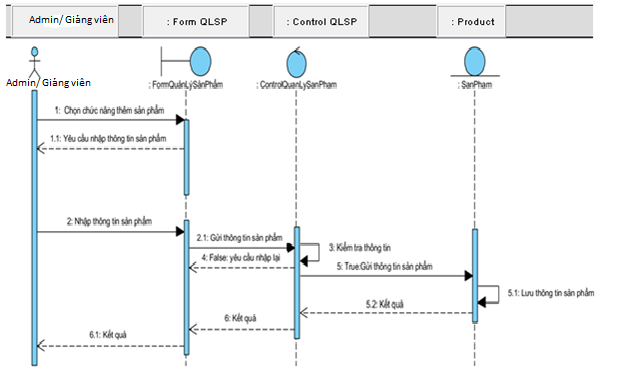 Admin/ Giảng viên
: Form QLSP
: Control QLSP
: Product
Admin/ Giảng viên
: FormQuảnLýSảnPhẩm
: ControlQuanLySanPham
: SanPham
1: Chọn chức năng thêm sản phẩm
1.1: Yêu cầu nhập thông tin sản phẩm
2: Nhập thông tin sản phẩm
2.1: Gửi thông tin sản phẩm
3: Kiểm tra thông tin
4: False: yêu cầu nhập lại
5: True:Gửi thông tin sản phẩm
5.1: Lưu thông tin sản phẩm
5.2: Kết quả
6: Kết quả
6.1: Kết quả